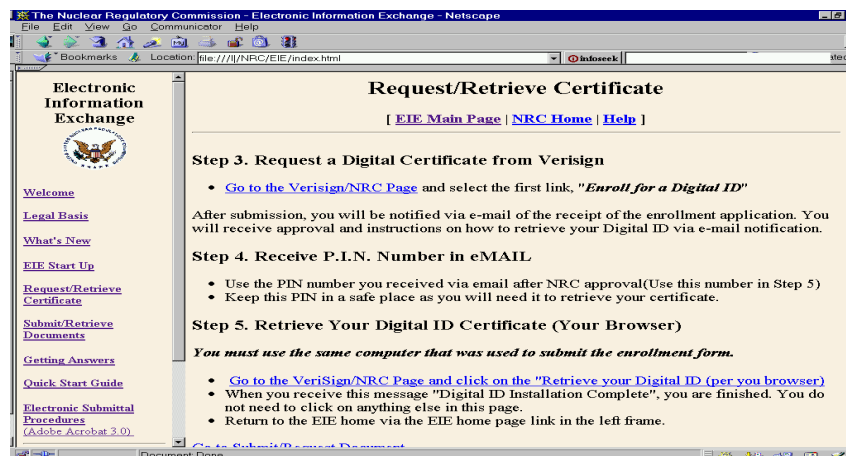 The Nuclear Regulatory Commission - Electronic Information Exchange - Netscape
File Edit View Go Communicator Help
Bookmarks Location: file:///I|/NRC/EIE/index.html infoseek
Electronic
Information
Exchange
Welcome
Legal Basis
What's New
EIE Start Up
Request/Retrieve
Certificate
Submit/Retrieve
Documents
Getting Answers
Quick Start Guide
Electronic Submittal
Procedures
(Adobe Acrobat 3.0)
Request/Retrieve Certificate
[ EIE Main Page | NRC Home | Help ]
Step 3. Request a Digital Certificate from Verisign
• Go to the Verisign/NRC Page and select the first link, "Enroll for a Digital ID"
After submission, you will be notified via e-mail of the receipt of the enrollment application. You
will receive approval and instructions on how to retrieve your Digital ID via e-mail notification.
Step 4. Receive P.I.N. Number in eMAIL
• Use the PIN number you received via email after NRC approval(Use this number in Step 5)
• Keep this PIN in a safe place as you will need it to retrieve your certificate.
Step 5. Retrieve Your Digital ID Certificate (Your Browser)
You must use the same computer that was used to submit the enrollment form.
• Go to the VeriSign/NRC Page and click on the "Retrieve your Digital ID (per you browser)
• When you receive this message "Digital ID Installation Complete", you are finished. You do
not need to click on anything else in this page.
• Return to the EIE home via the EIE home page link in the left frame.
Go to Submit/Request Document
Document: Done